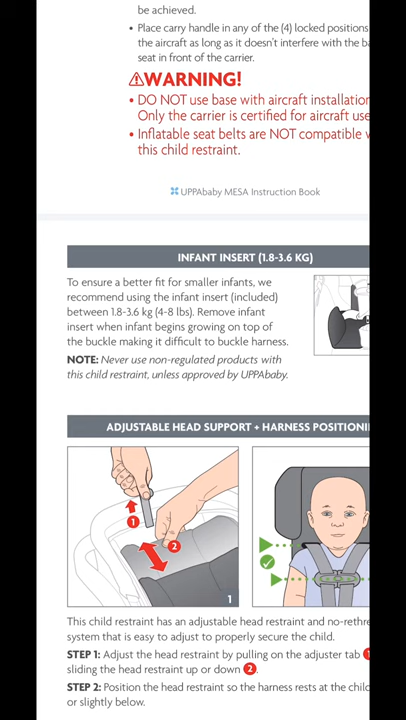 be achieved.
• Place carry handle in any of the (4) locked positions
the aircraft as long as it doesn't interfere with the
seat in front of the carrier.
⚠WARNING!
• DO NOT use base with aircraft installation
Only the carrier is certified for aircraft use
• Inflatable seat belts are NOT compatible
this child restraint.
UPPAbaby MESA Instruction Book
INFANT INSERT (1.8-3.6 KG)
To ensure a better fit for smaller infants, we
recommend using the infant insert (included)
between 1.8-3.6 kg (4-8 lbs). Remove infant
insert when infant begins growing on top of
the buckle making it difficult to buckle harness.
NOTE: Never use non-regulated products with
this child restraint, unless approved by UPPAbaby.
ADJUSTABLE HEAD SUPPORT + HARNESS
1
2
1
This child restraint has an adjustable head restraint and
system that is easy to adjust to properly secure the child.
STEP 1: Adjust the head restraint by pulling on the adjuster tab 1
sliding the head restraint up or down 2.
STEP 2: Position the head restraint so the harness rests at the
or slightly below.